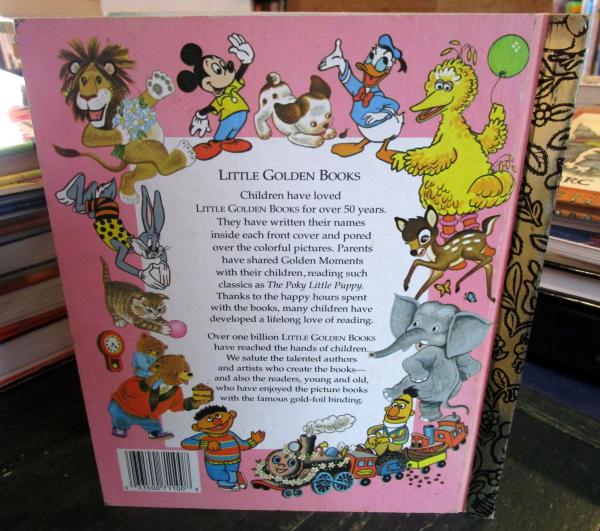 LITTLE GOLDEN BOOKS
Children have loved
LITTLE GOLDEN BOOKS for over 50 years.
They have written their names
inside each front cover and pored
over the colorful pictures. Parents
have shared Golden Moments
with their children, reading such
classics as The Poky Little Puppy.
Thanks to the happy hours spent
with the books, many children have
developed a lifelong love of reading.
Over one billion LITTLE GOLDEN BOOKS
have reached the hands of children.
We salute the talented authors
and artists who create the books—
and also the readers, young and old,
who have enjoyed the picture books
with the famous gold-foil binding.